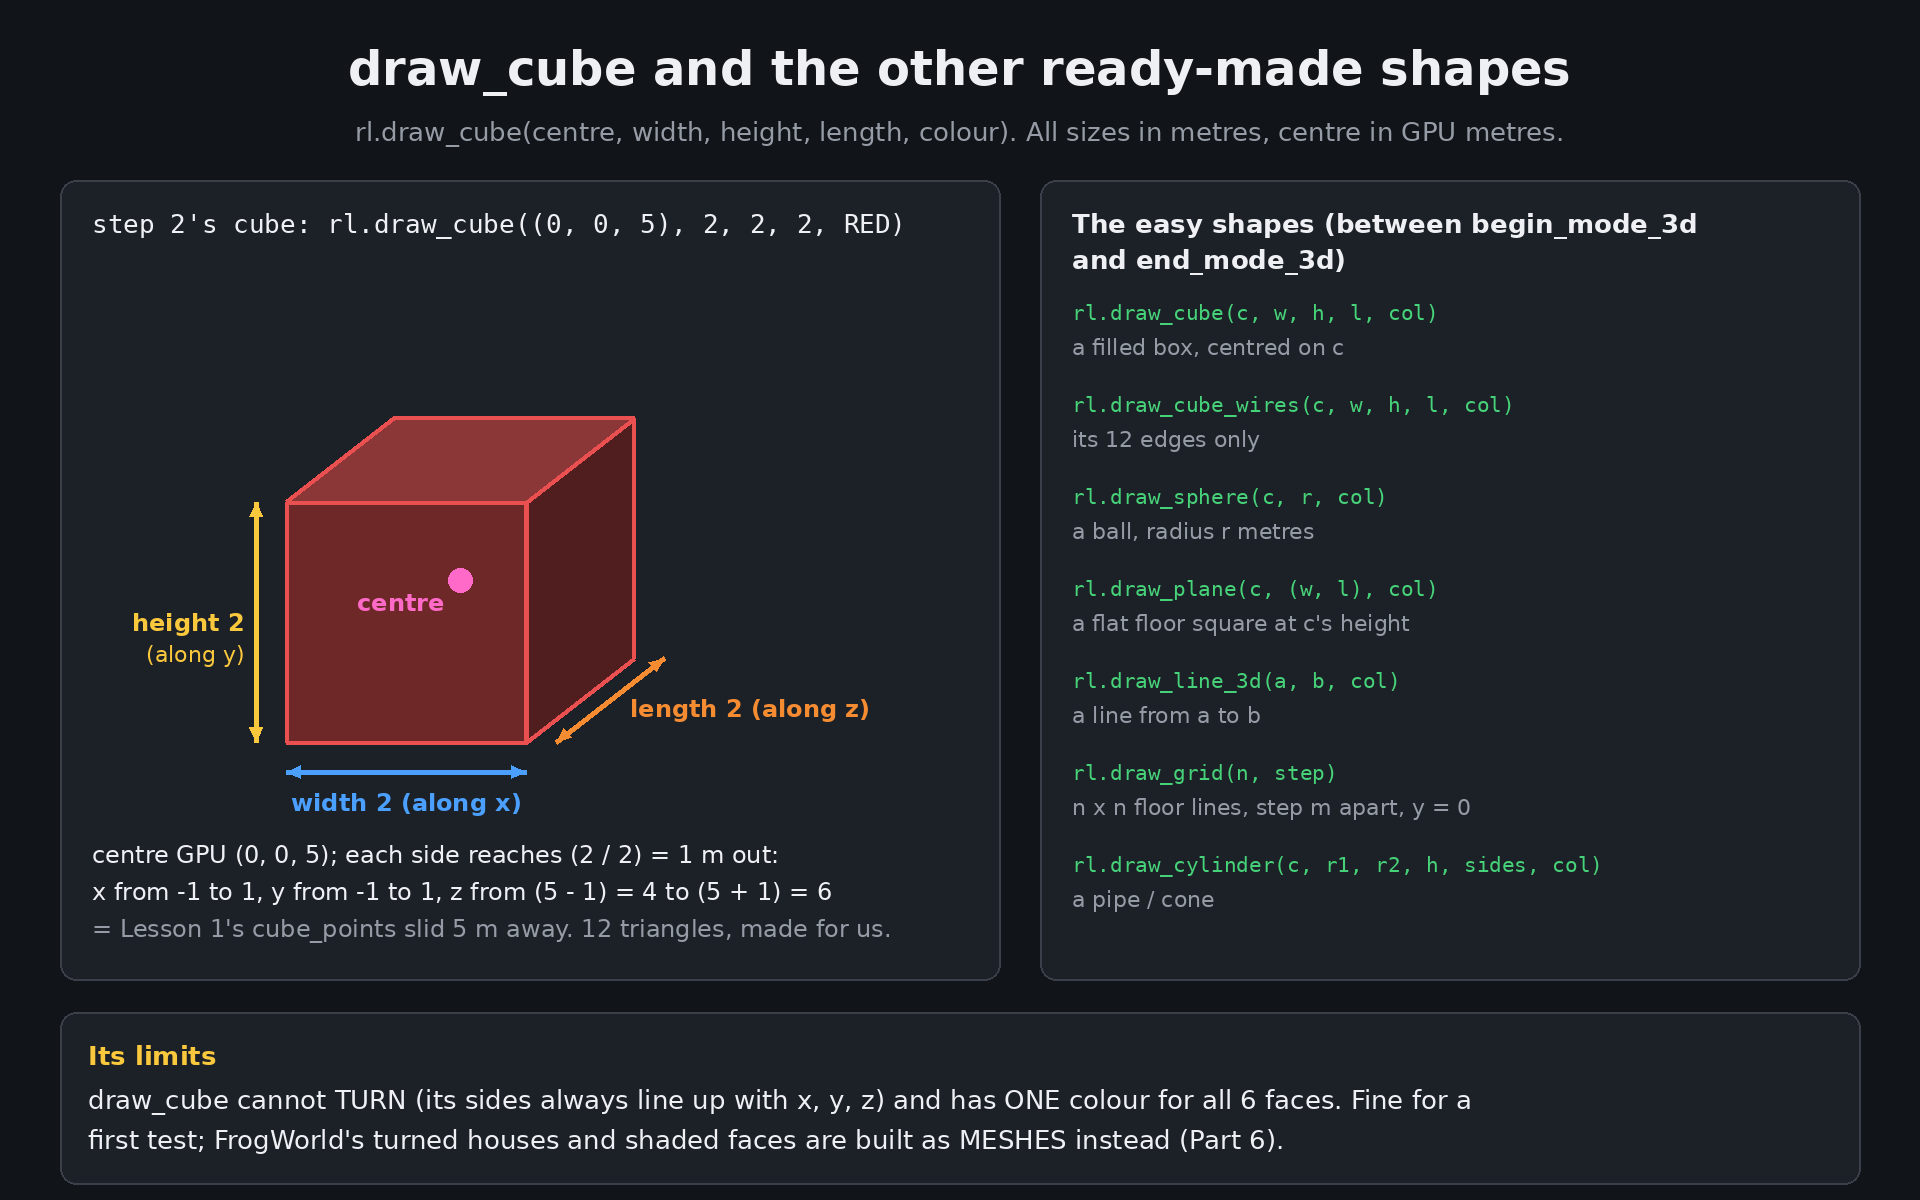 draw_cube and the other ready-made shapes
rl.draw_cube(centre, width, height, length, colour). All sizes in metres, centre in GPU metres.
step 2's cube: rl.draw_cube((0, 0, 5), 2, 2, 2, RED)
centre
height 2
(along y)
length 2 (along z)
width 2 (along x)
centre GPU (0, 0, 5); each side reaches (2 / 2) = 1 m out:
x from -1 to 1, y from -1 to 1, z from (5 - 1) = 4 to (5 + 1) = 6
= Lesson 1's cube_points slid 5 m away. 12 triangles, made for us.
The easy shapes (between begin_mode_3d
and end_mode_3d)
rl.draw_cube(c, w, h, l, col)
a filled box, centred on c
rl.draw_cube_wires(c, w, h, l, col)
its 12 edges only
rl.draw_sphere(c, r, col)
a ball, radius r metres
rl.draw_plane(c, (w, l), col)
a flat floor square at c's height
rl.draw_line_3d(a, b, col)
a line from a to b
rl.draw_grid(n, step)
n x n floor lines, step m apart, y = 0
rl.draw_cylinder(c, r1, r2, h, sides, col)
a pipe / cone
Its limits
draw_cube cannot TURN (its sides always line up with x, y, z) and has ONE colour for all 6 faces. Fine for a
first test; FrogWorld's turned houses and shaded faces are built as MESHES instead (Part 6).